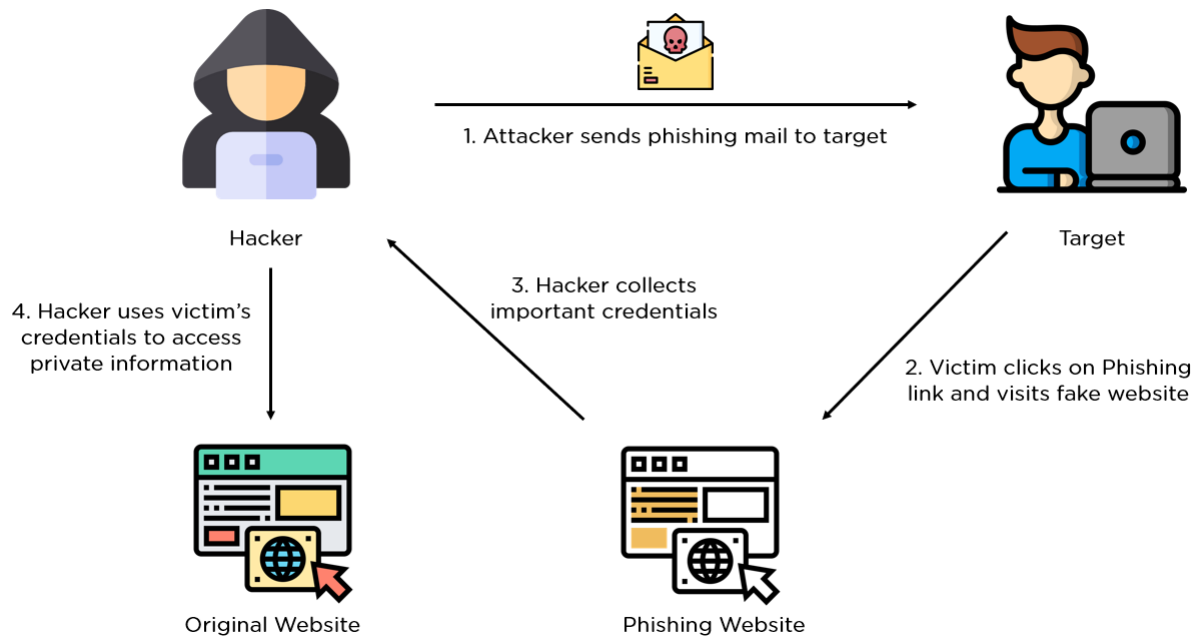 1. Attacker sends phishing mail to target
Hacker
Target
3. Hacker collects
important credentials
4. Hacker uses victim's
credentials to access
private information
2. Victim clicks on Phishing
link and visits fake website
Original Website
Phishing Website